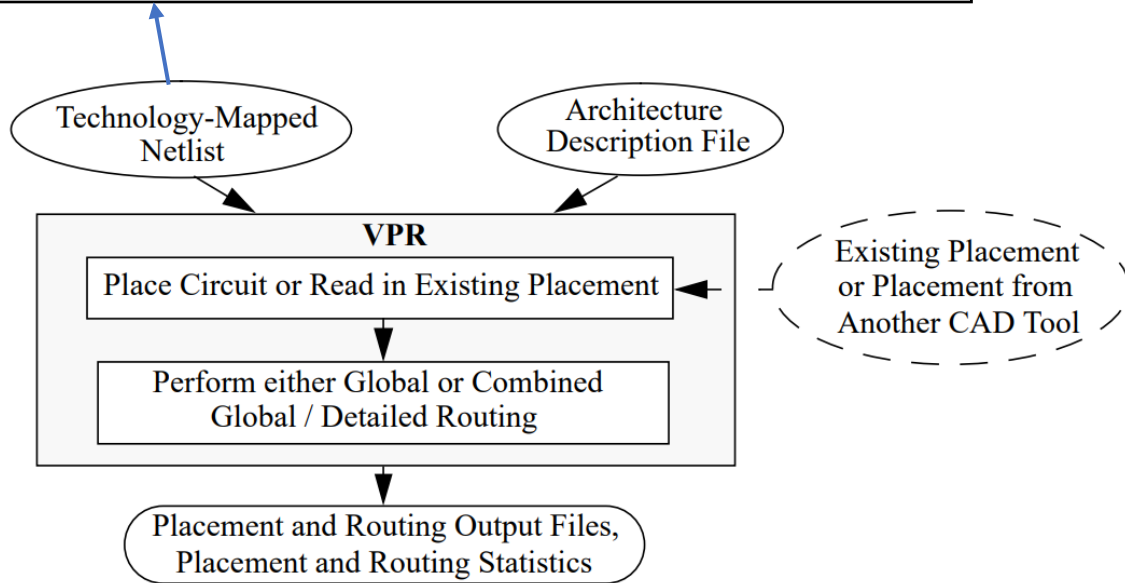 Technology-Mapped
Netlist
Architecture
Description File
VPR
Place Circuit or Read in Existing Placement
Existing Placement
or Placement from
Another CAD Tool
Perform either Global or Combined
Global / Detailed Routing
Placement and Routing Output Files,
Placement and Routing Statistics